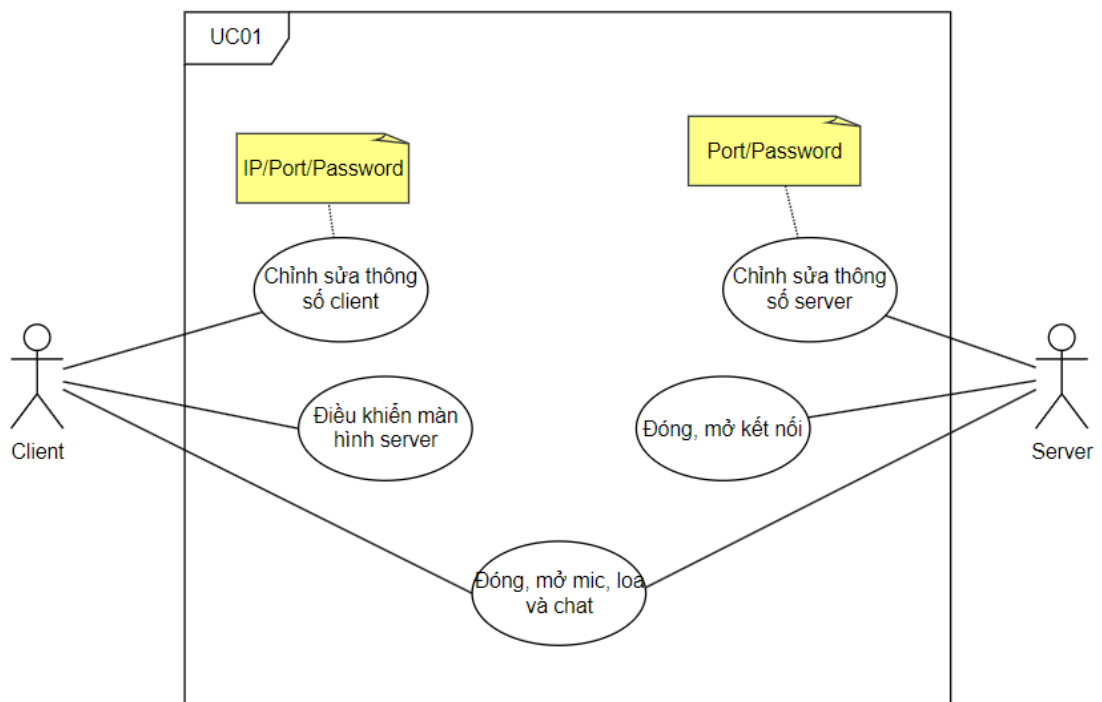 UC01
IP/Port/Password
Port/Password
Chỉnh sửa thông
số client
Chỉnh sửa thông
số server
Client
Điều khiển màn
hình server
Đóng, mở kết nối
Server
Đóng, mở mic, loa
và chat